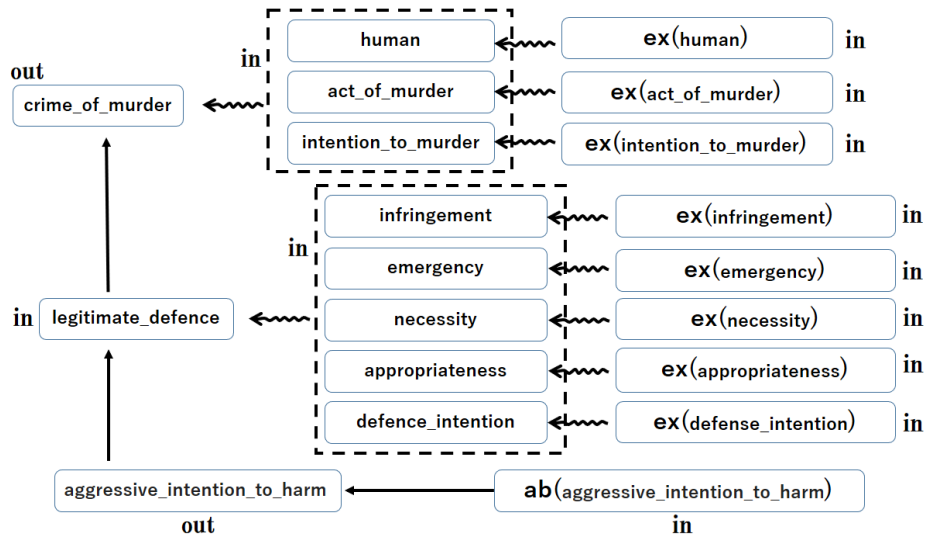 out
crime_of_murder
in
human
act_of_murder
intention_to_murder
ex(human)
in
ex(act_of_murder)
in
ex(intention_to_murder)
in
in
legitimate_defence
in
infringement
emergency
necessity
appropriateness
defence_intention
ex(infringement)
in
ex(emergency)
in
ex(necessity)
in
ex(appropriateness)
in
ex(defense_intention)
in
aggressive_intention_to_harm
out
ab(aggressive_intention_to_harm)
in